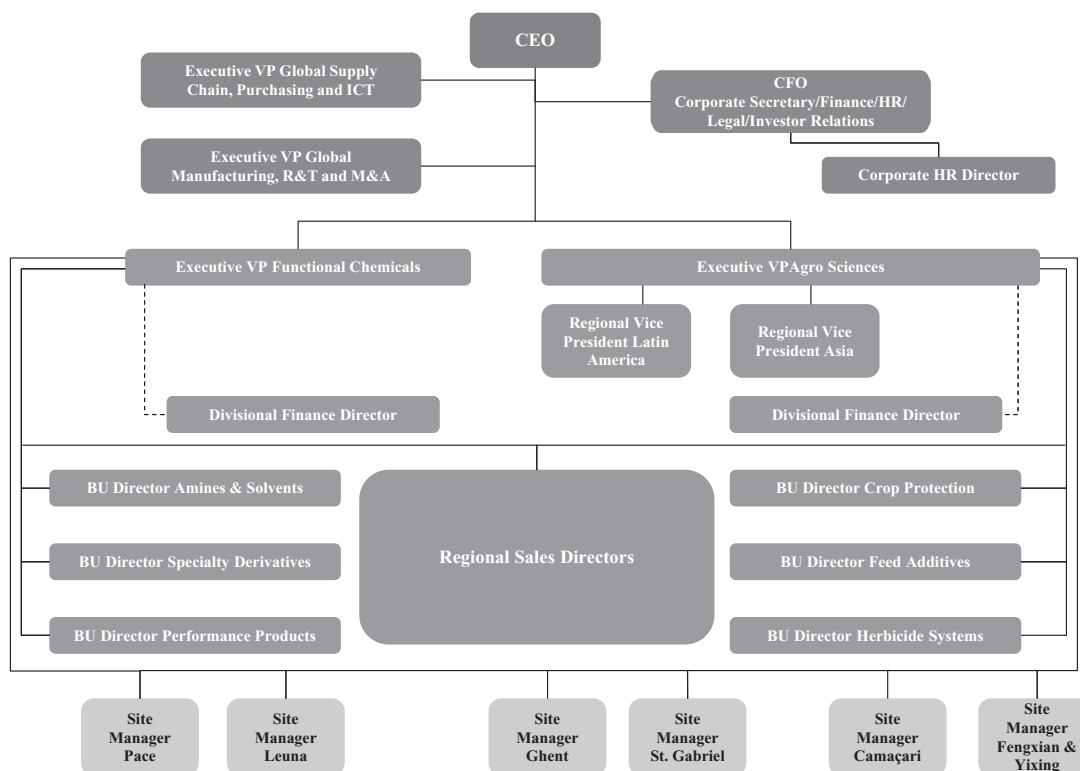 CEO
Executive VP Global Supply
Chain, Purchasing and ICT
CFO
Corporate Secretary/Finance/HR/
Legal/Investor Relations
Executive VP Global
Manufacturing, R&T and M&A
Corporate HR Director
Executive VP Functional Chemicals
Executive VPAgro Sciences
Regional Vice
President Latin
America
Regional Vice
President Asia
Divisional Finance Director
Divisional Finance Director
BU Director Amines & Solvents
BU Director Specialty Derivatives
BU Director Performance Products
Regional Sales Directors
BU Director Crop Protection
BU Director Feed Additives
BU Director Herbicide Systems
Site
Manager
Pace
Site
Manager
Leuna
Site
Manager
Ghent
Site
Manager
St. Gabriel
Site
Manager
Camaçari
Site
Manager
Fengxian &
Yixing